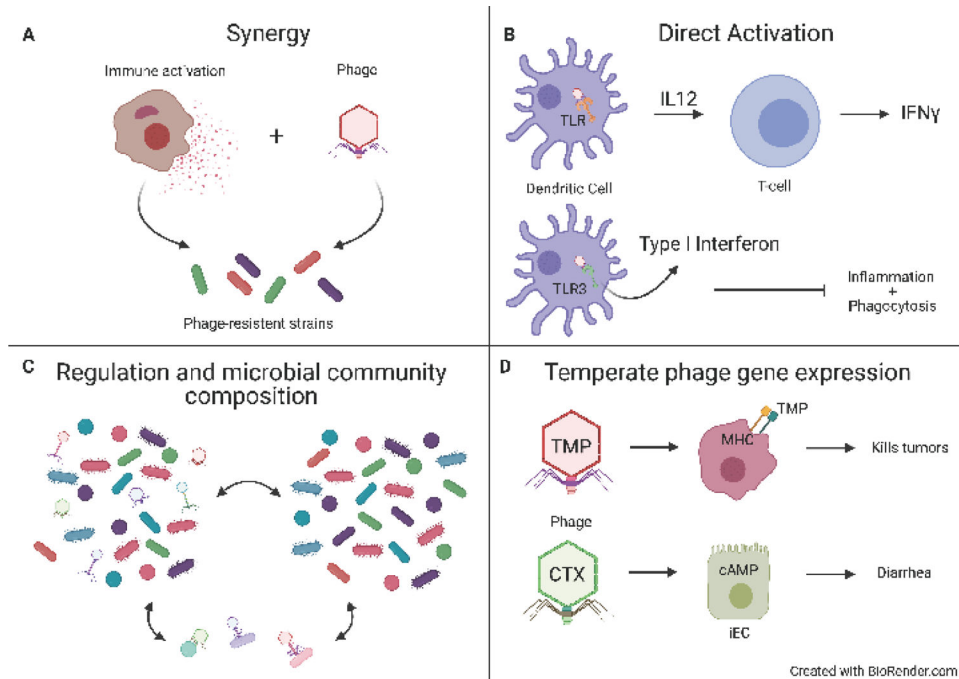 A
Synergy
Immune activation
Phage
+
Phage-resistent strains
B
Direct Activation
TLR
IL12
IFNγ
Dendritic Cell
T-cell
Type I Interferon
TLR3
Inflammation
+
Phagocytosis
C
Regulation and microbial community
composition
D
Temperate phage gene expression
TMP
MHC
TMP
Kills tumors
Phage
CTX
cAMP
Diarrhea
iEC
Created with BioRender.com